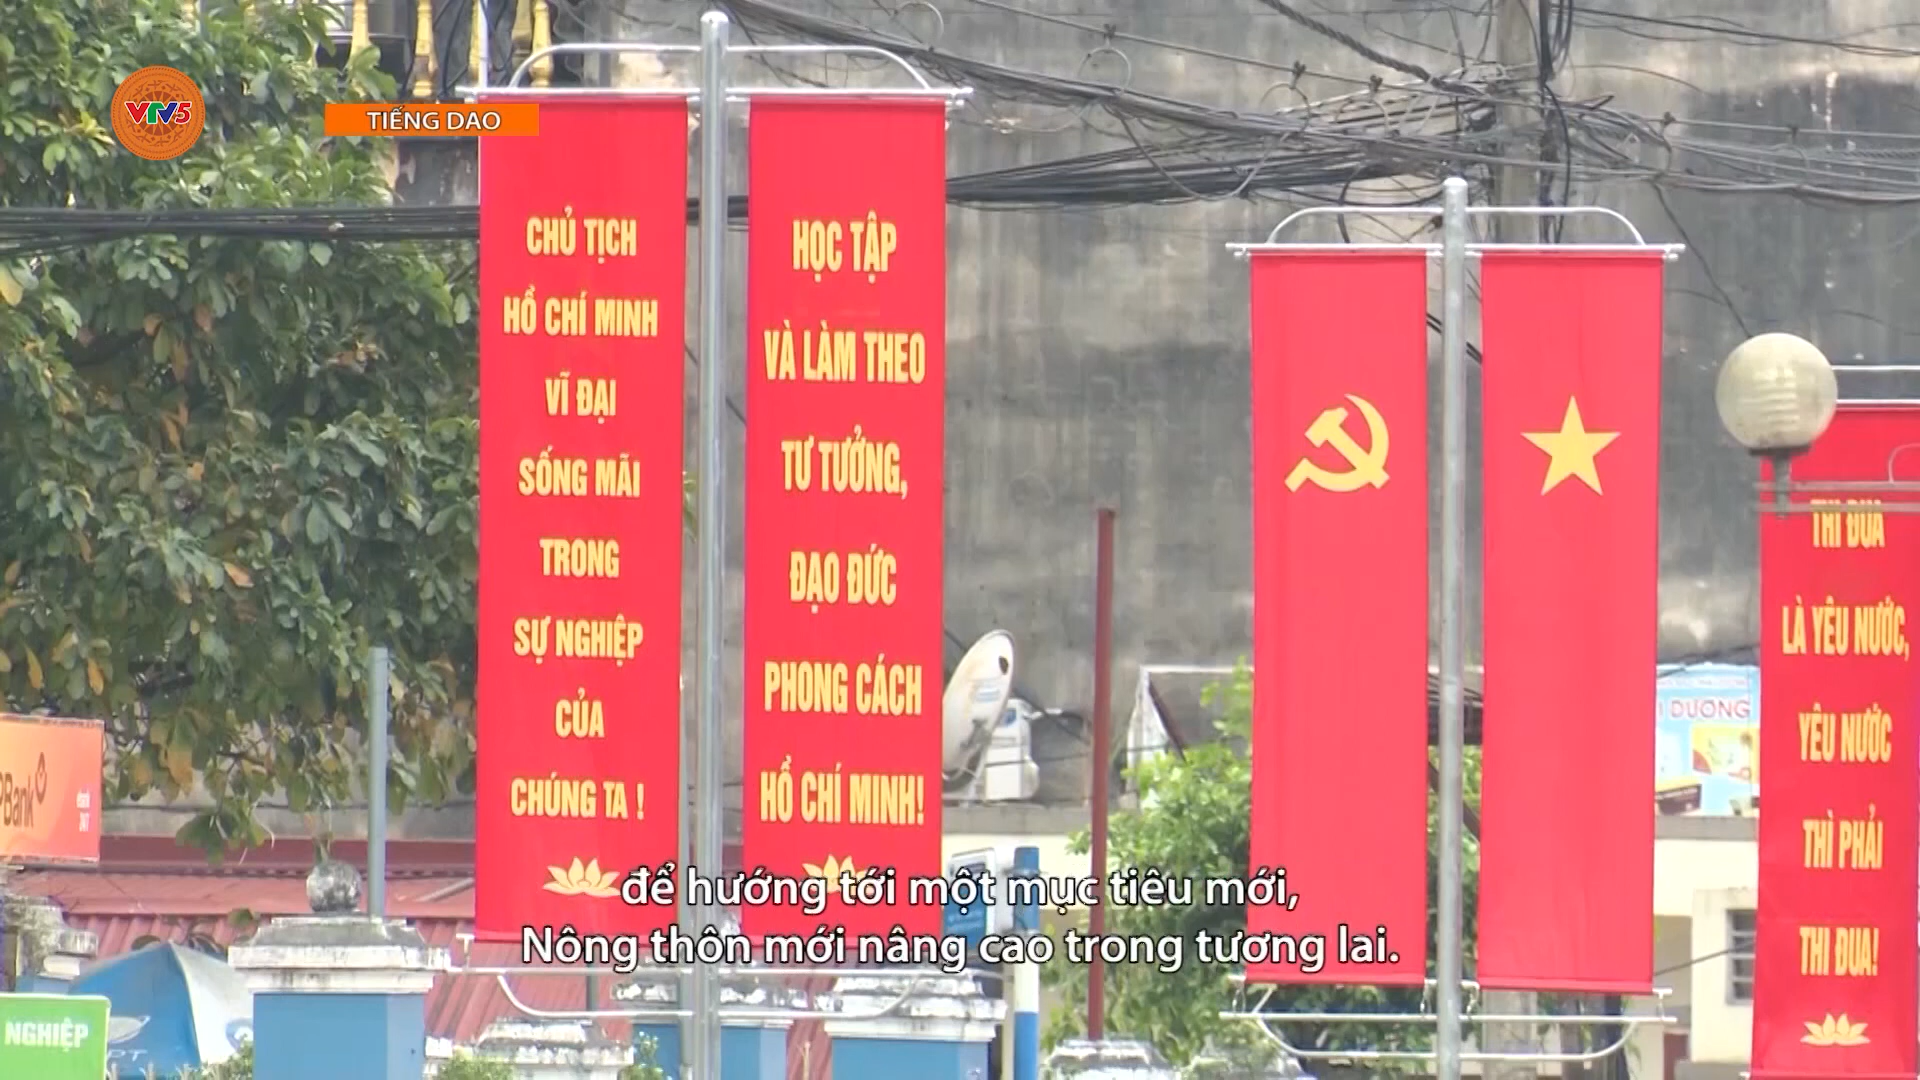 VTV5
TIẾNG DAO
CHỦ TỊCH
HỒ CHÍ MINH
VĨ ĐẠI
SỐNG MÃI
TRONG
SỰ NGHIỆP
CỦA
CHÚNG TA !
HỌC TẬP
VÀ LÀM THEO
TƯ TƯỞNG,
ĐẠO ĐỨC
PHONG CÁCH
HỒ CHÍ MINH!
THI ĐUA
LÀ YÊU NƯỚC,
YÊU NƯỚC
THÌ PHẢI
THI ĐUA!
DƯƠNG
PBank
NGHIỆP
PT
để hướng tới một mục tiêu mới,
Nông thôn mới nâng cao trong tương lai.